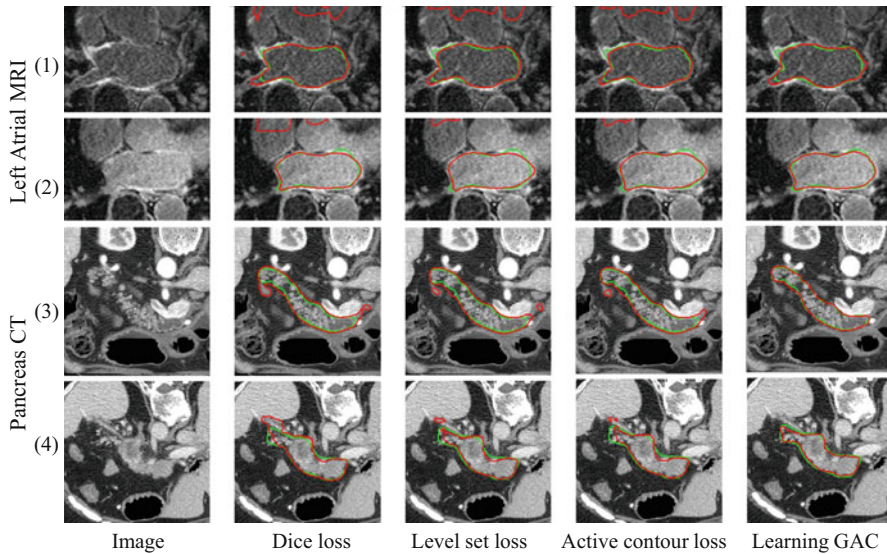 Left Atrial MRI
(1)
(2)
Pancreas CT
(3)
(4)
Image Dice loss Level set loss Active contour loss Learning GAC